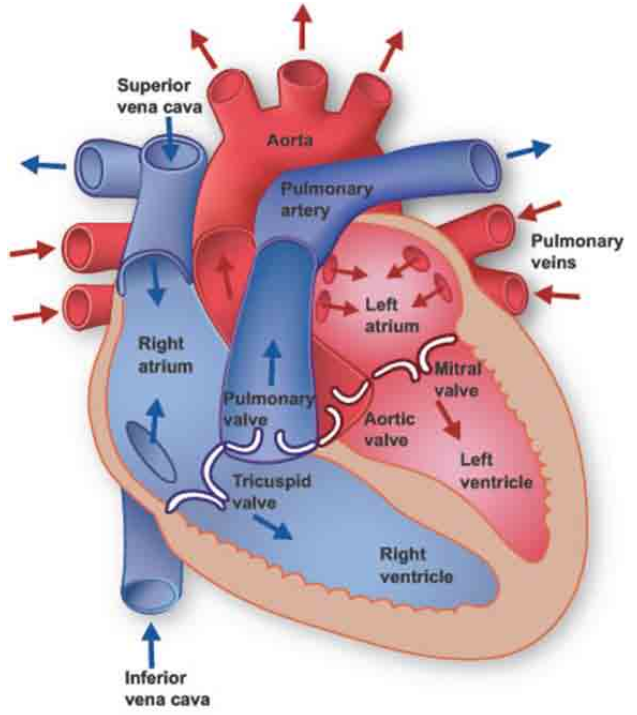 Superior
vena cava
Aorta
Pulmonary
artery
Pulmonary
veins
Left
atrium
Right
atrium
Mitral
valve
Pulmonary
valve
Aortic
valve
Left
ventricle
Tricuspid
valve
Right
ventricle
Inferior
vena cava